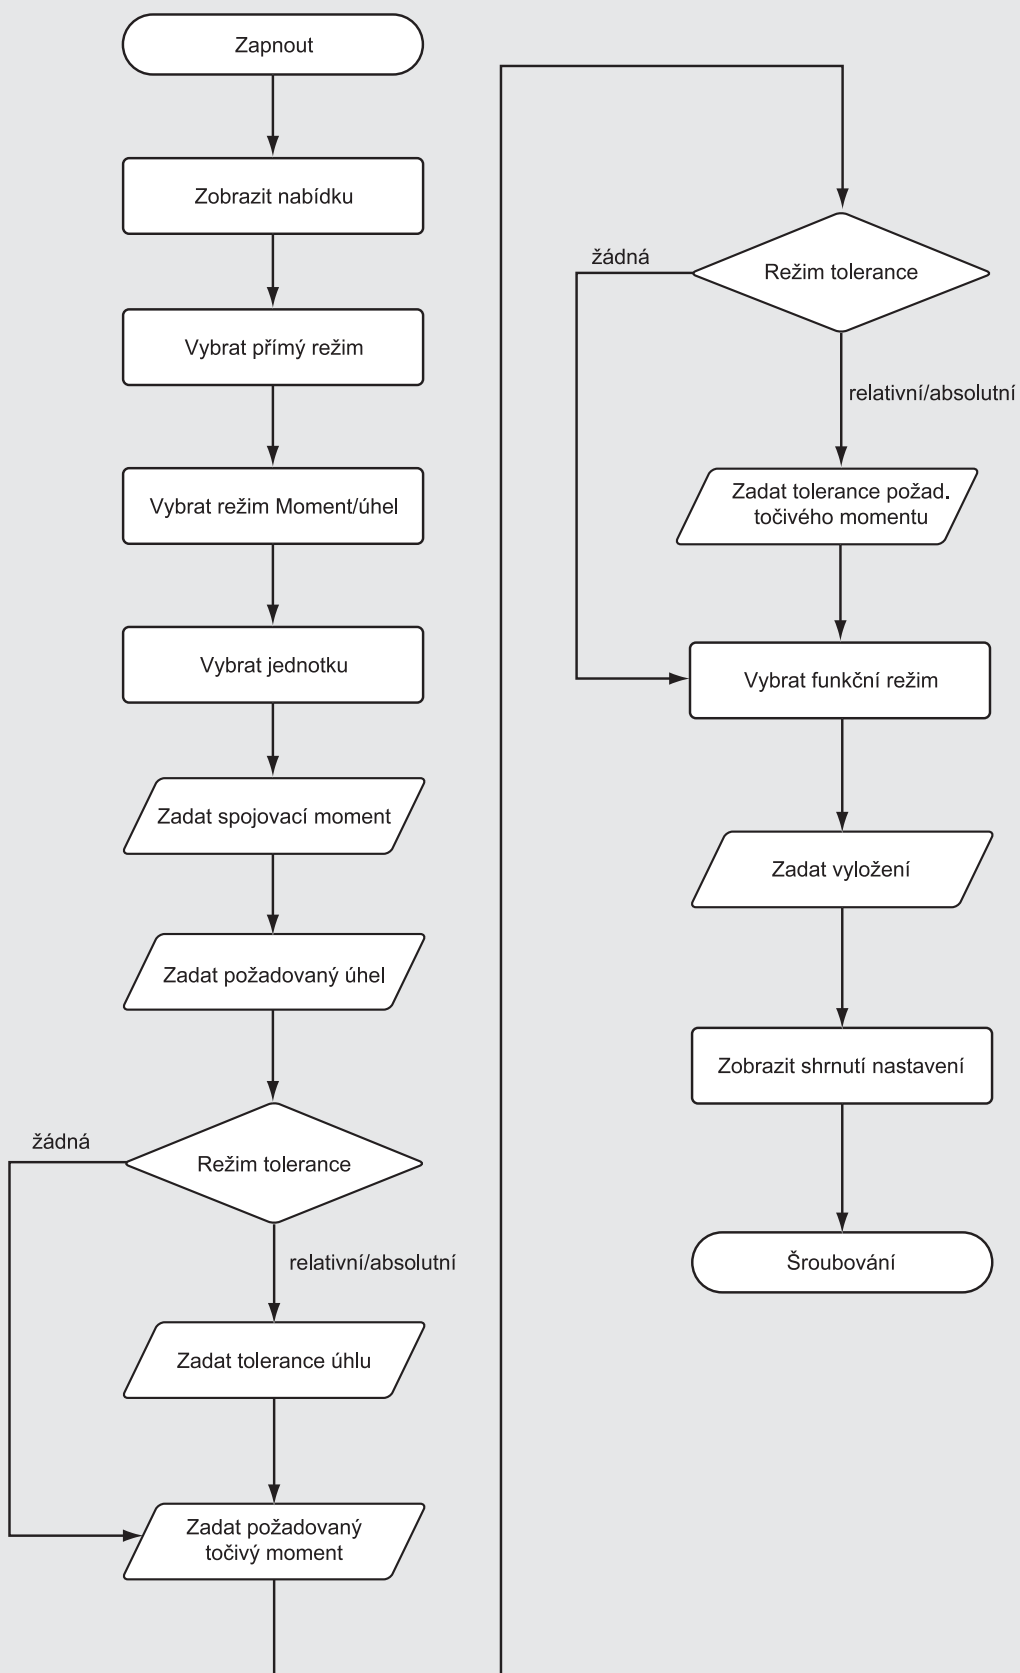 Zapnout
Zobrazit nabídku
Vybrat přímý režim
Vybrat režim Moment/úhel
Vybrat jednotku
Zadat spojovací moment
Zadat požadovaný úhel
Režim tolerance
žádná
relativní/absolutní
Zadat tolerance úhlu
Zadat požadovaný
točivý moment
Režim tolerance
žádná
relativní/absolutní
Zadat tolerance požad.
točivého momentu
Vybrat funkční režim
Zadat vyložení
Zobrazit shrnutí nastavení
Šroubování